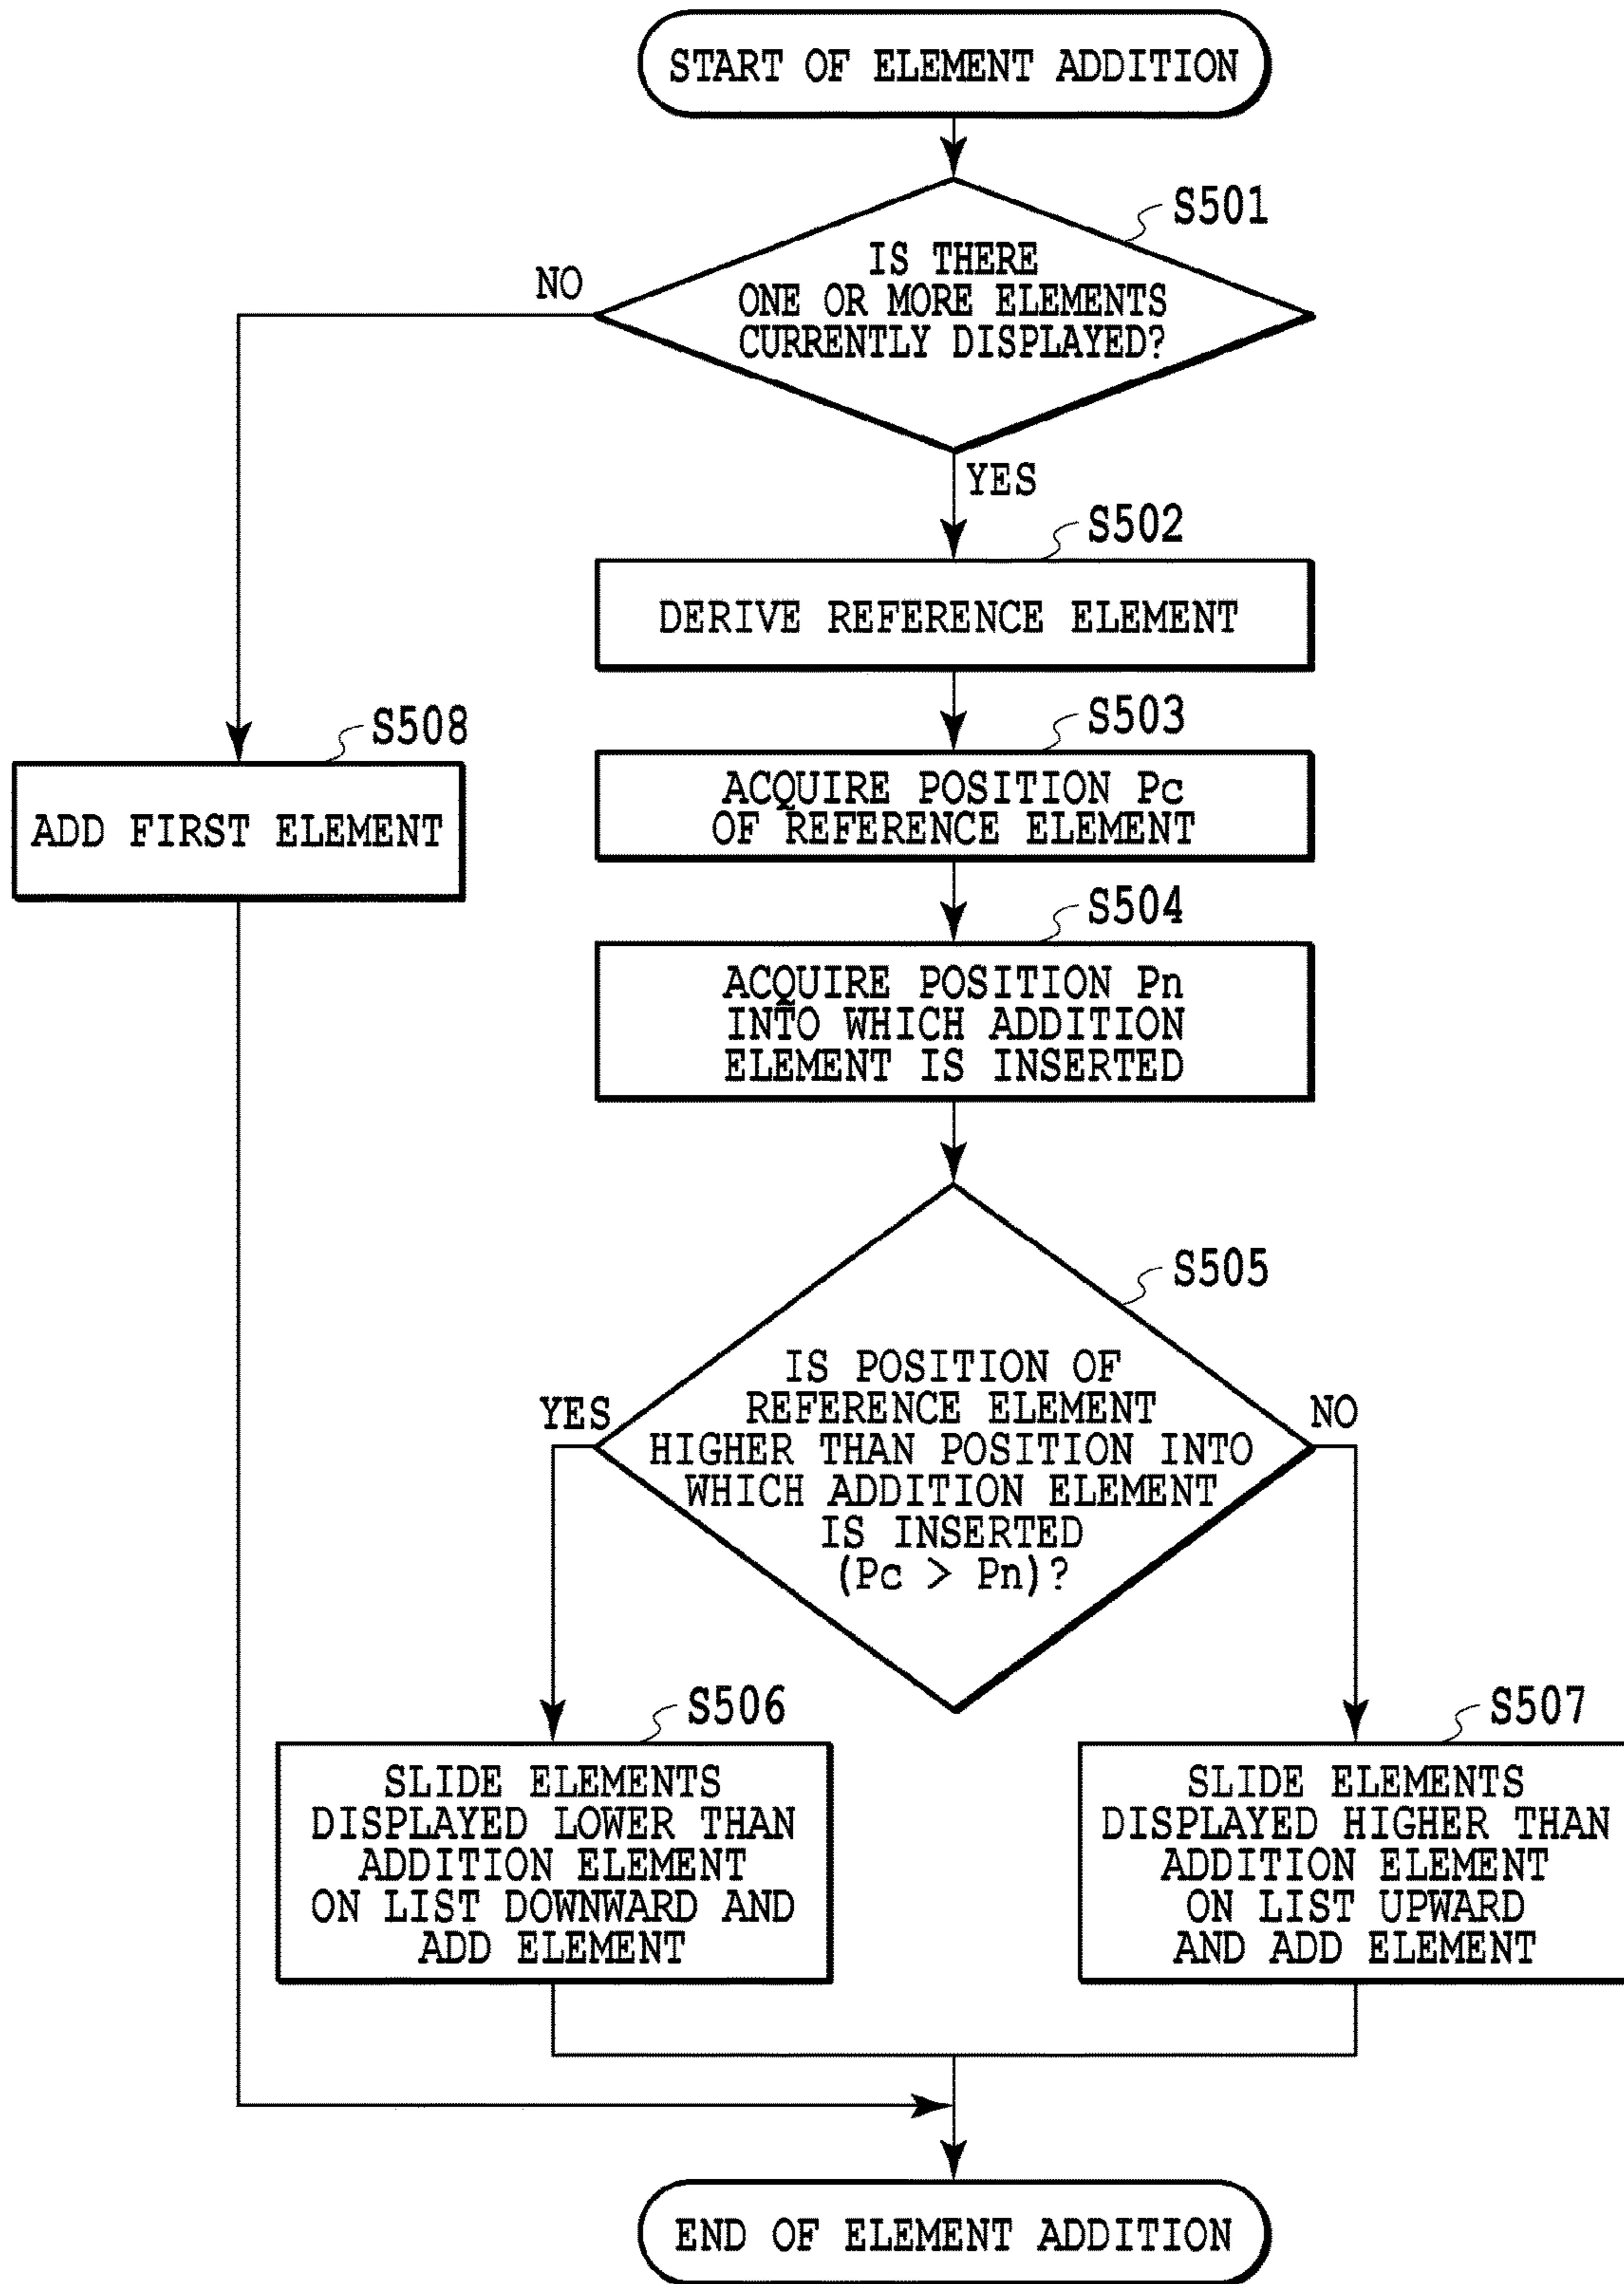 START OF ELEMENT ADDITION
S501
IS THERE
ONE OR MORE ELEMENTS
CURRENTLY DISPLAYED?
NO
YES
S502
DERIVE REFERENCE ELEMENT
S503
ACQUIRE POSITION Pc
OF REFERENCE ELEMENT
S508
ADD FIRST ELEMENT
S504
ACQUIRE POSITION Pn
INTO WHICH ADDITION
ELEMENT IS INSERTED
S505
IS POSITION OF
REFERENCE ELEMENT
HIGHER THAN POSITION INTO
WHICH ADDITION ELEMENT
IS INSERTED
(Pc > Pn)?
YES
NO
S506
SLIDE ELEMENTS
DISPLAYED LOWER THAN
ADDITION ELEMENT
ON LIST DOWNWARD AND
ADD ELEMENT
S507
SLIDE ELEMENTS
DISPLAYED HIGHER THAN
ADDITION ELEMENT
ON LIST UPWARD
AND ADD ELEMENT
END OF ELEMENT ADDITION